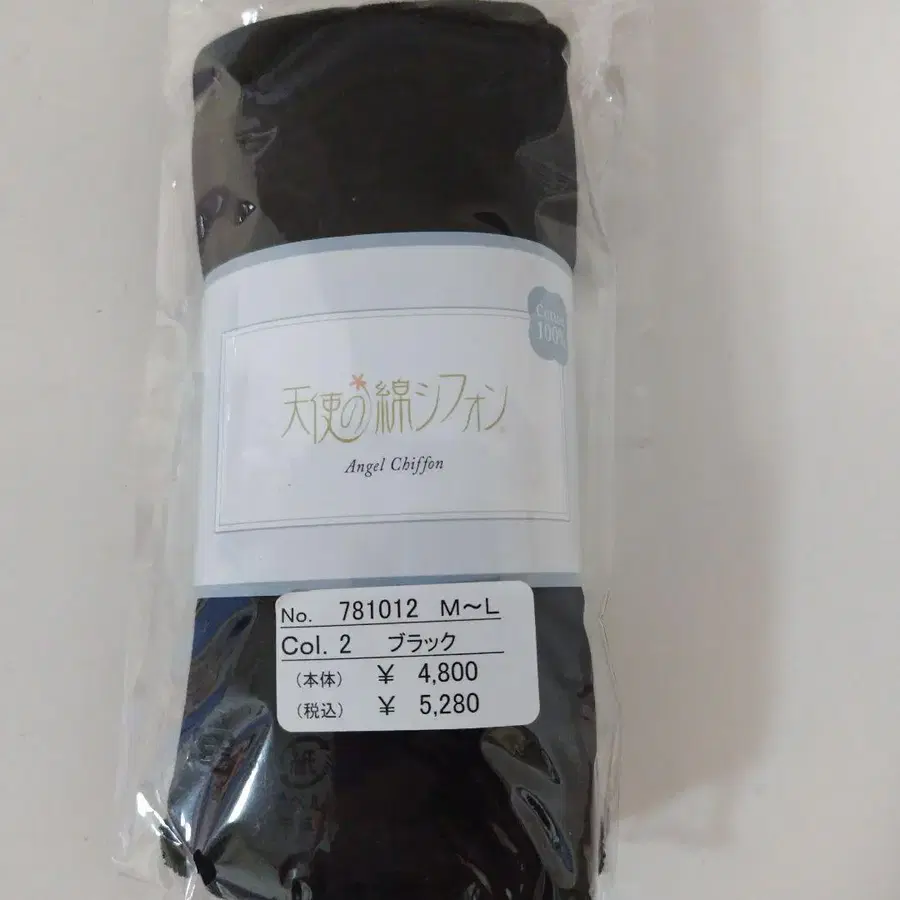 Cotton
100%
天使の綿シフォン
Angel Chiffon
No. 781012 M～L
Col. 2 ブラック
（本体） ￥ 4,800
（税込） ￥ 5,280
紙